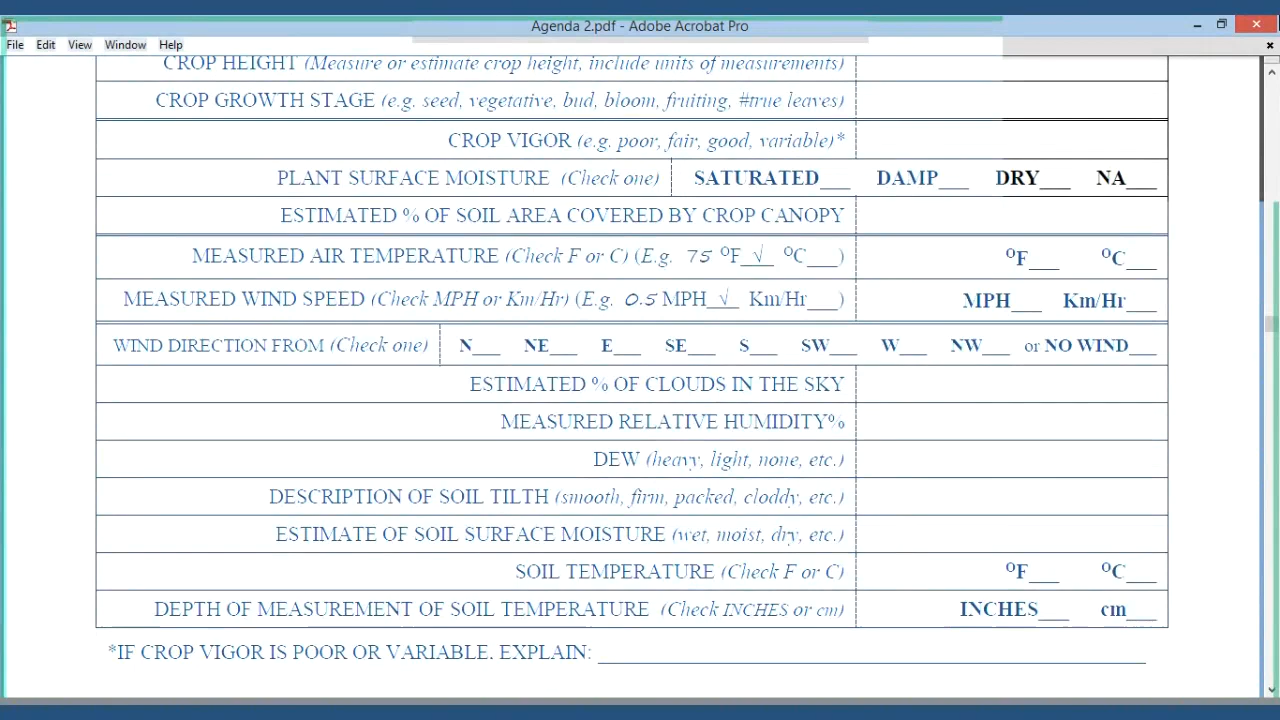 Agenda 2.pdf - Adobe Acrobat Pro
File Edit View Window Help
CROP HEIGHT (Measure or estimate crop height, include units of measurements)
CROP GROWTH STAGE (e.g. seed, vegetative, bud, bloom, fruiting, #true leaves)
CROP VIGOR (e.g. poor, fair, good, variable)*
PLANT SURFACE MOISTURE (Check one) SATURATED___ DAMP___ DRY___ NA___
ESTIMATED % OF SOIL AREA COVERED BY CROP CANOPY
MEASURED AIR TEMPERATURE (Check F or C) (E.g. 75 ⁰F_√_ ⁰C___) ⁰F___ ⁰C___
MEASURED WIND SPEED (Check MPH or Km/Hr) (E.g. 0.5 MPH_√_ Km/Hr___) MPH___ Km/Hr___
WIND DIRECTION FROM (Check one) N___ NE___ E___ SE___ S___ SW___ W___ NW___ or NO WIND___
ESTIMATED % OF CLOUDS IN THE SKY
MEASURED RELATIVE HUMIDITY%
DEW (heavy, light, none, etc.)
DESCRIPTION OF SOIL TILTH (smooth, firm, packed, cloddy, etc.)
ESTIMATE OF SOIL SURFACE MOISTURE (wet, moist, dry, etc.)
SOIL TEMPERATURE (Check F or C) ⁰F___ ⁰C___
DEPTH OF MEASUREMENT OF SOIL TEMPERATURE (Check INCHES or cm) INCHES___ cm___
*IF CROP VIGOR IS POOR OR VARIABLE, EXPLAIN: ______________________